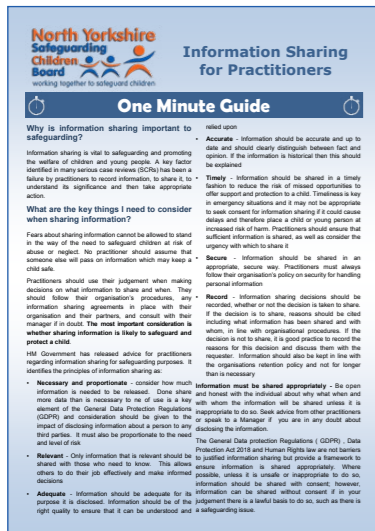 North Yorkshire
Safeguarding
Children
Board
working together to safeguard children
Information Sharing
for Practitioners
One Minute Guide
Why is information sharing important to
safeguarding?
Information sharing is vital to safeguarding and promoting
the welfare of children and young people. A key factor
identified in many serious case reviews (SCRs) has been a
failure by practitioners to record information, to share it, to
understand its significance and then take appropriate
action.
What are the key things I need to consider
when sharing information?
Fears about sharing information cannot be allowed to stand
in the way of the need to safeguard children at risk of
abuse or neglect. No practitioner should assume that
someone else will pass on information which may keep a
child safe.
Practitioners should use their judgement when making
decisions on what information to share and when. They
should follow their organisation's procedures, any
information sharing agreements in place with their
organisation and their partners, and consult with their
manager if in doubt. The most important consideration is
whether sharing information is likely to safeguard and
protect a child.
HM Government has released advice for practitioners
regarding information sharing for safeguarding purposes. It
identifies the principles of information sharing as:
• Necessary and proportionate - consider how much
information is needed to be released. Done share
more data than is necessary to ne of use is a key
element of the General Data Protection Regulations
(GDPR) and consideration should be given to the
impact of disclosing information about a person to any
third parties. It must also be proportionate to the need
and level of risk
• Relevant - Only information that is relevant should be
shared with those who need to know. This allows
others to do their job effectively and make informed
decisions
• Adequate - Information should be adequate for its
purpose it is disclosed. Information should be of the
right quality to ensure that it can be understood and
relied upon
• Accurate - Information should be accurate and up to
date and should clearly distinguish between fact and
opinion. If the information is historical then this should
be explained
• Timely - Information should be shared in a timely
fashion to reduce the risk of missed opportunities to
offer support and protection to a child. Timeliness is key
in emergency situations and it may not be appropriate
to seek consent for information sharing if it could cause
delays and therefore place a child or young person at
increased risk of harm. Practitioners should ensure that
sufficient information is shared, as well as consider the
urgency with which to share it
• Secure - Information should be shared in an
appropriate, secure way. Practitioners must always
follow their organisation's policy on security for handling
personal information
• Record - Information sharing decisions should be
recorded, whether or not the decision is taken to share.
If the decision is to share, reasons should be cited
including what information has been shared and with
whom, in line with organisational procedures. If the
decision is not to share, it is good practice to record the
reasons for this decision and discuss them with the
requester. Information should also be kept in line with
the organisations retention policy and not for longer
than is necessary
Information must be shared appropriately - Be open
and honest with the individual about why what when and
with whom the information will be shared unless it is
inappropriate to do so. Seek advice from other practitioners
or speak to a Manager if you are in any doubt about
disclosing the information.
The General Data protection Regulations ( GDPR) , Data
Protection Act 2018 and Human Rights law are not barriers
to justified information sharing but provide a framework to
ensure information is shared appropriately. Where
possible, unless it is unsafe or inappropriate to do so,
information should be shared with consent; however,
information can be shared without consent if in your
judgement there is a lawful basis to do so, such as there is
a safeguarding issue.